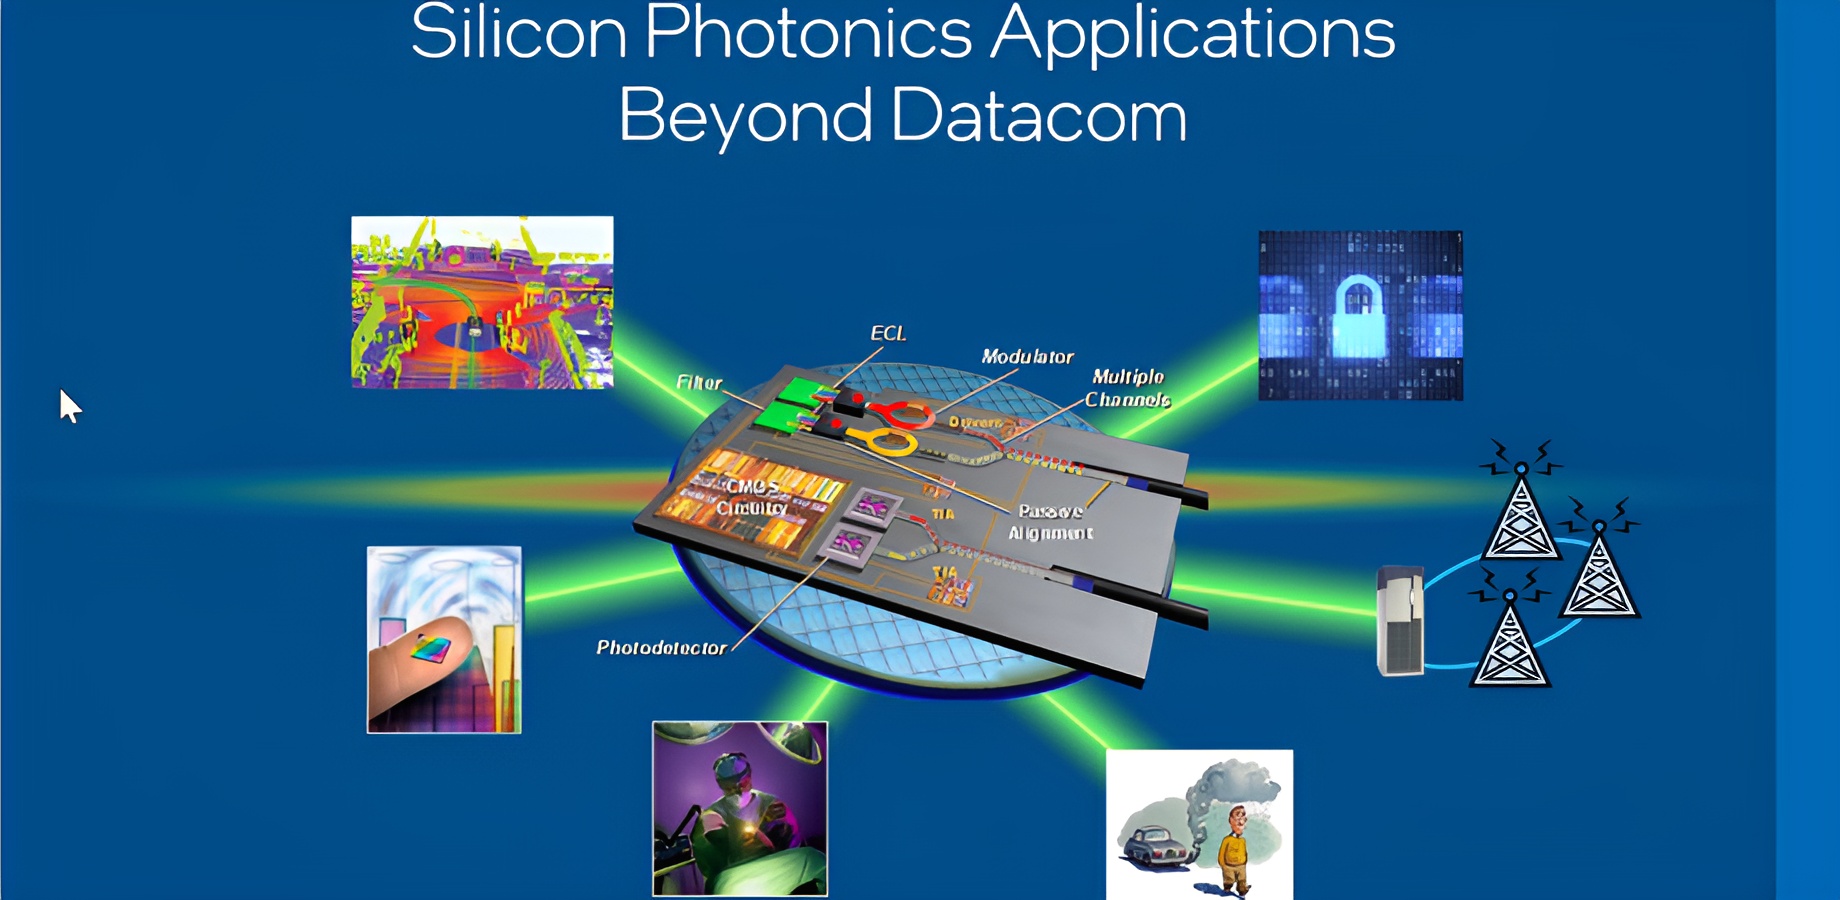 Silicon Photonics Applications
Beyond Datacom
ECL
Modulator
Filter
Multiple
Channels
Drivers
CMOS
Circuitry
TIA
Passive
Alignment
TIA
Photodetector